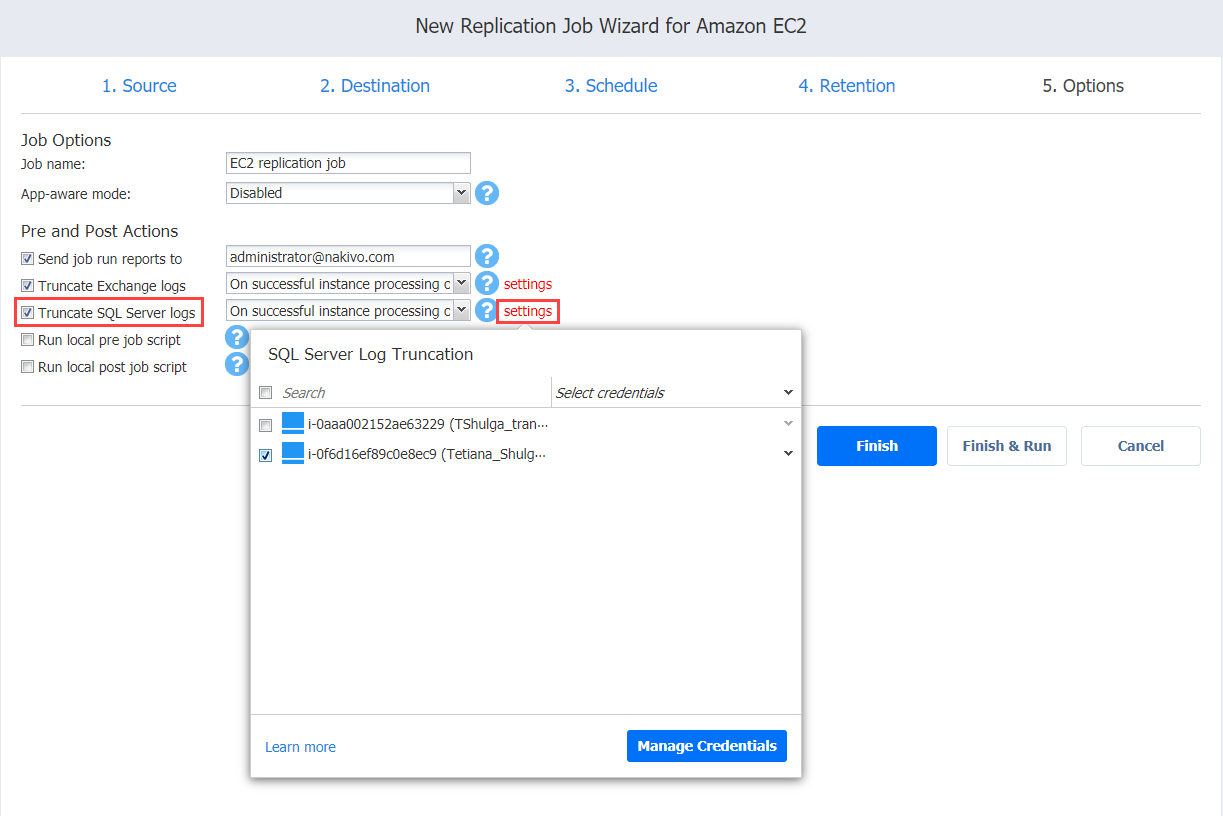 New Replication Job Wizard for Amazon EC2
1. Source 2. Destination 3. Schedule 4. Retention 5. Options
Job Options
Job name: EC2 replication job
App-aware mode: Disabled ?
Pre and Post Actions
Send job run reports to administrator@nakivo.com ?
Truncate Exchange logs On successful instance processing o ? settings
Truncate SQL Server logs On successful instance processing o ? settings
Run local pre job script ?
Run local post job script ?
SQL Server Log Truncation
Search Select credentials
i-0aaa002152ae63229 (TShulga_tran···
i-0f6d16ef89c0e8ec9 (Tetiana_Shulg···
Finish Finish & Run Cancel
Learn more Manage Credentials